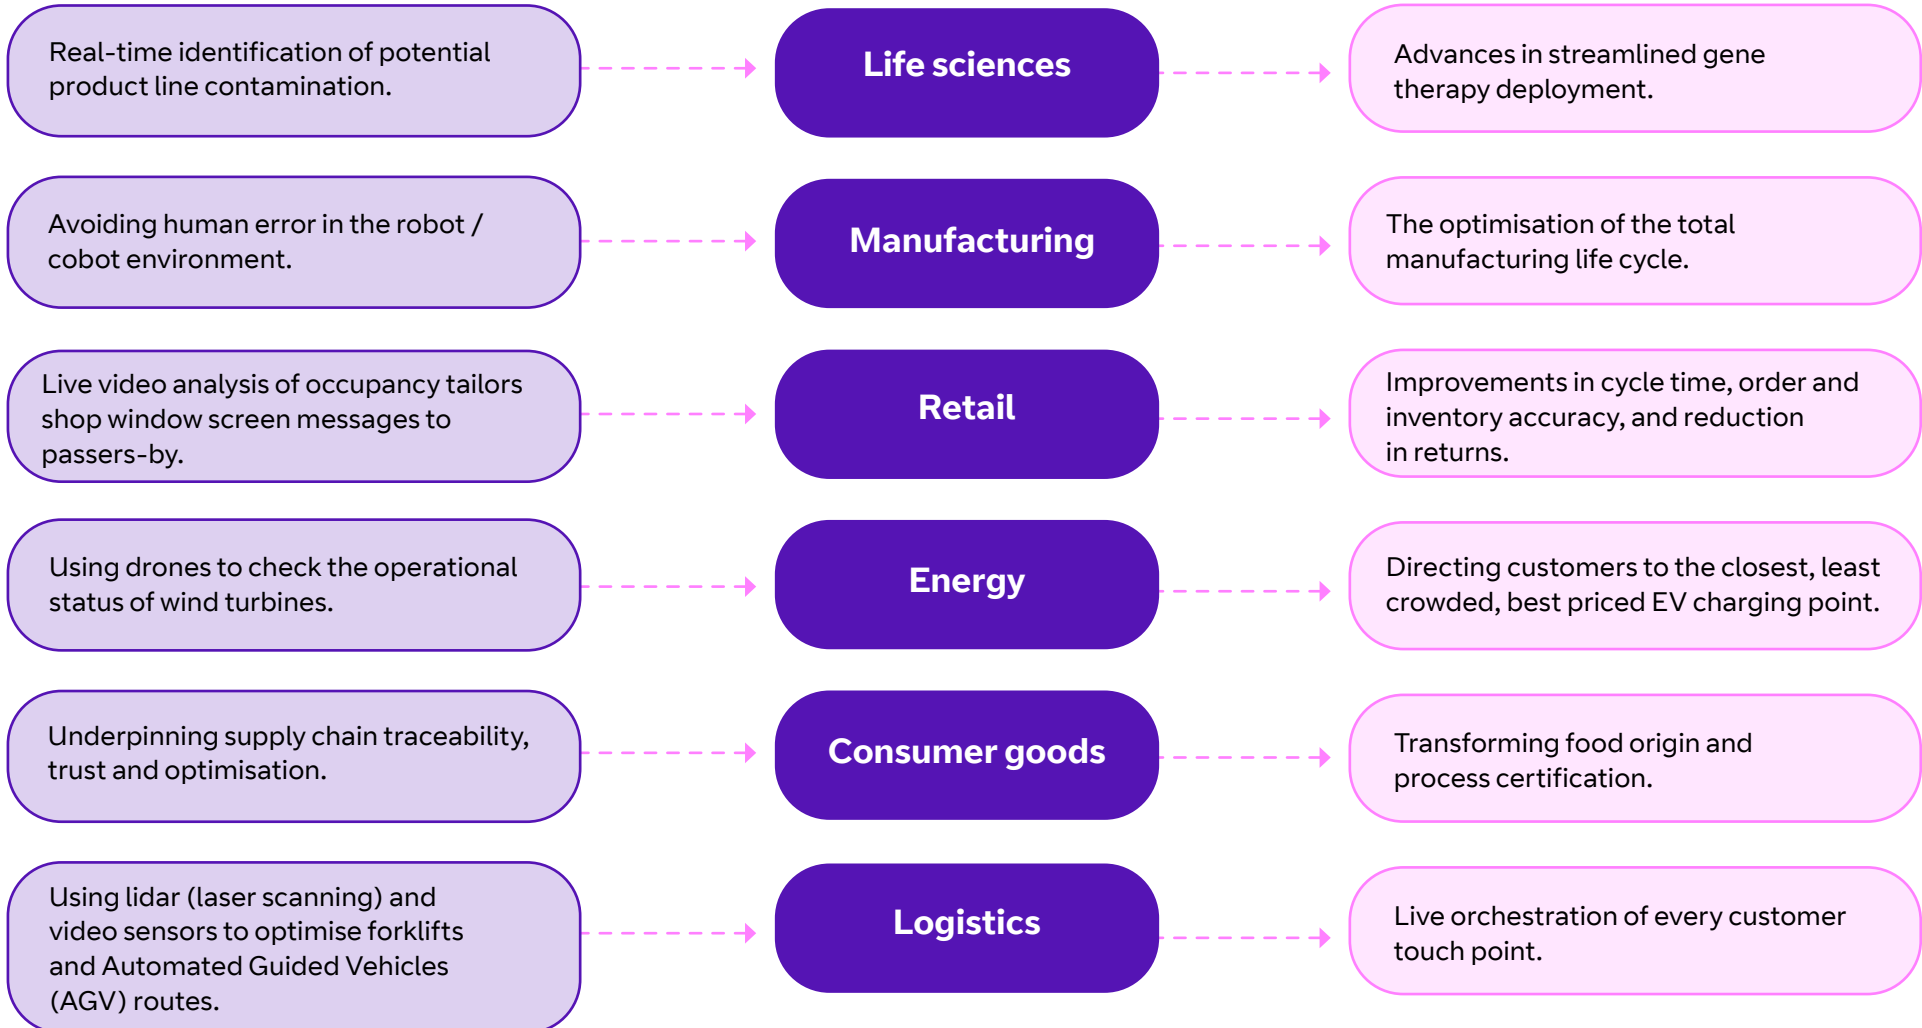 Real-time identification of potential
product line contamination.
Life sciences
Advances in streamlined gene
therapy deployment.
Avoiding human error in the robot /
cobot environment.
Manufacturing
The optimisation of the total
manufacturing life cycle.
Live video analysis of occupancy tailors
shop window screen messages to
passers-by.
Retail
Improvements in cycle time, order and
inventory accuracy, and reduction
in returns.
Using drones to check the operational
status of wind turbines.
Energy
Directing customers to the closest, least
crowded, best priced EV charging point.
Underpinning supply chain traceability,
trust and optimisation.
Consumer goods
Transforming food origin and
process certification.
Using lidar (laser scanning) and
video sensors to optimise forklifts
and Automated Guided Vehicles
(AGV) routes.
Logistics
Live orchestration of every customer
touch point.